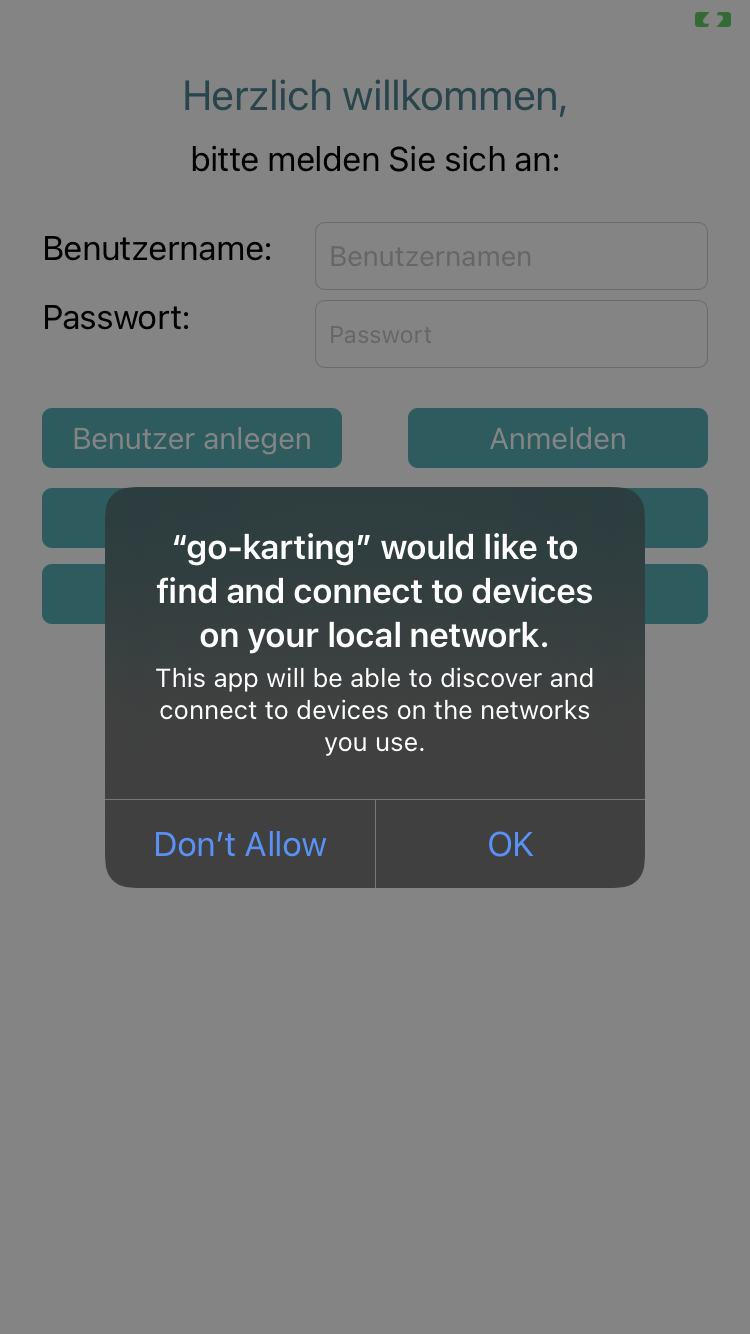 Herzlich willkommen,
bitte melden Sie sich an:
Benutzername:
Benutzernamen
Passwort:
Passwort
Benutzer anlegen
Anmelden
“go-karting” would like to
find and connect to devices
on your local network.
This app will be able to discover and
connect to devices on the networks
you use.
Don’t Allow
OK